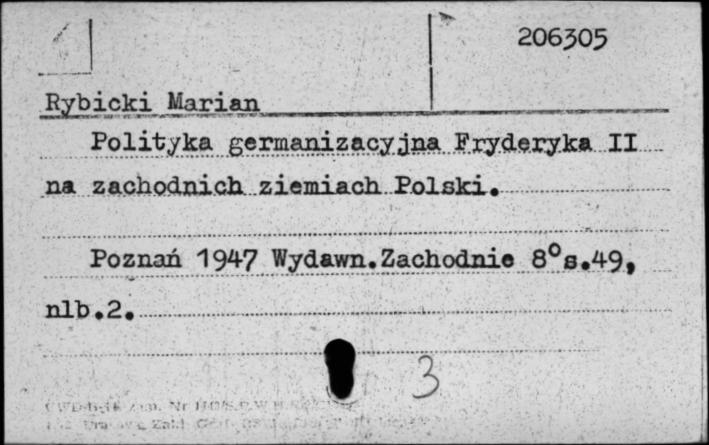 206305
Rybicki Marian
Polityka germanizacyjna Fryderyka II
na zachodnich ziemiach Polski.
Poznań 1947 Wydawn.Zachodnie 8° s.49,
nlb.2.
3